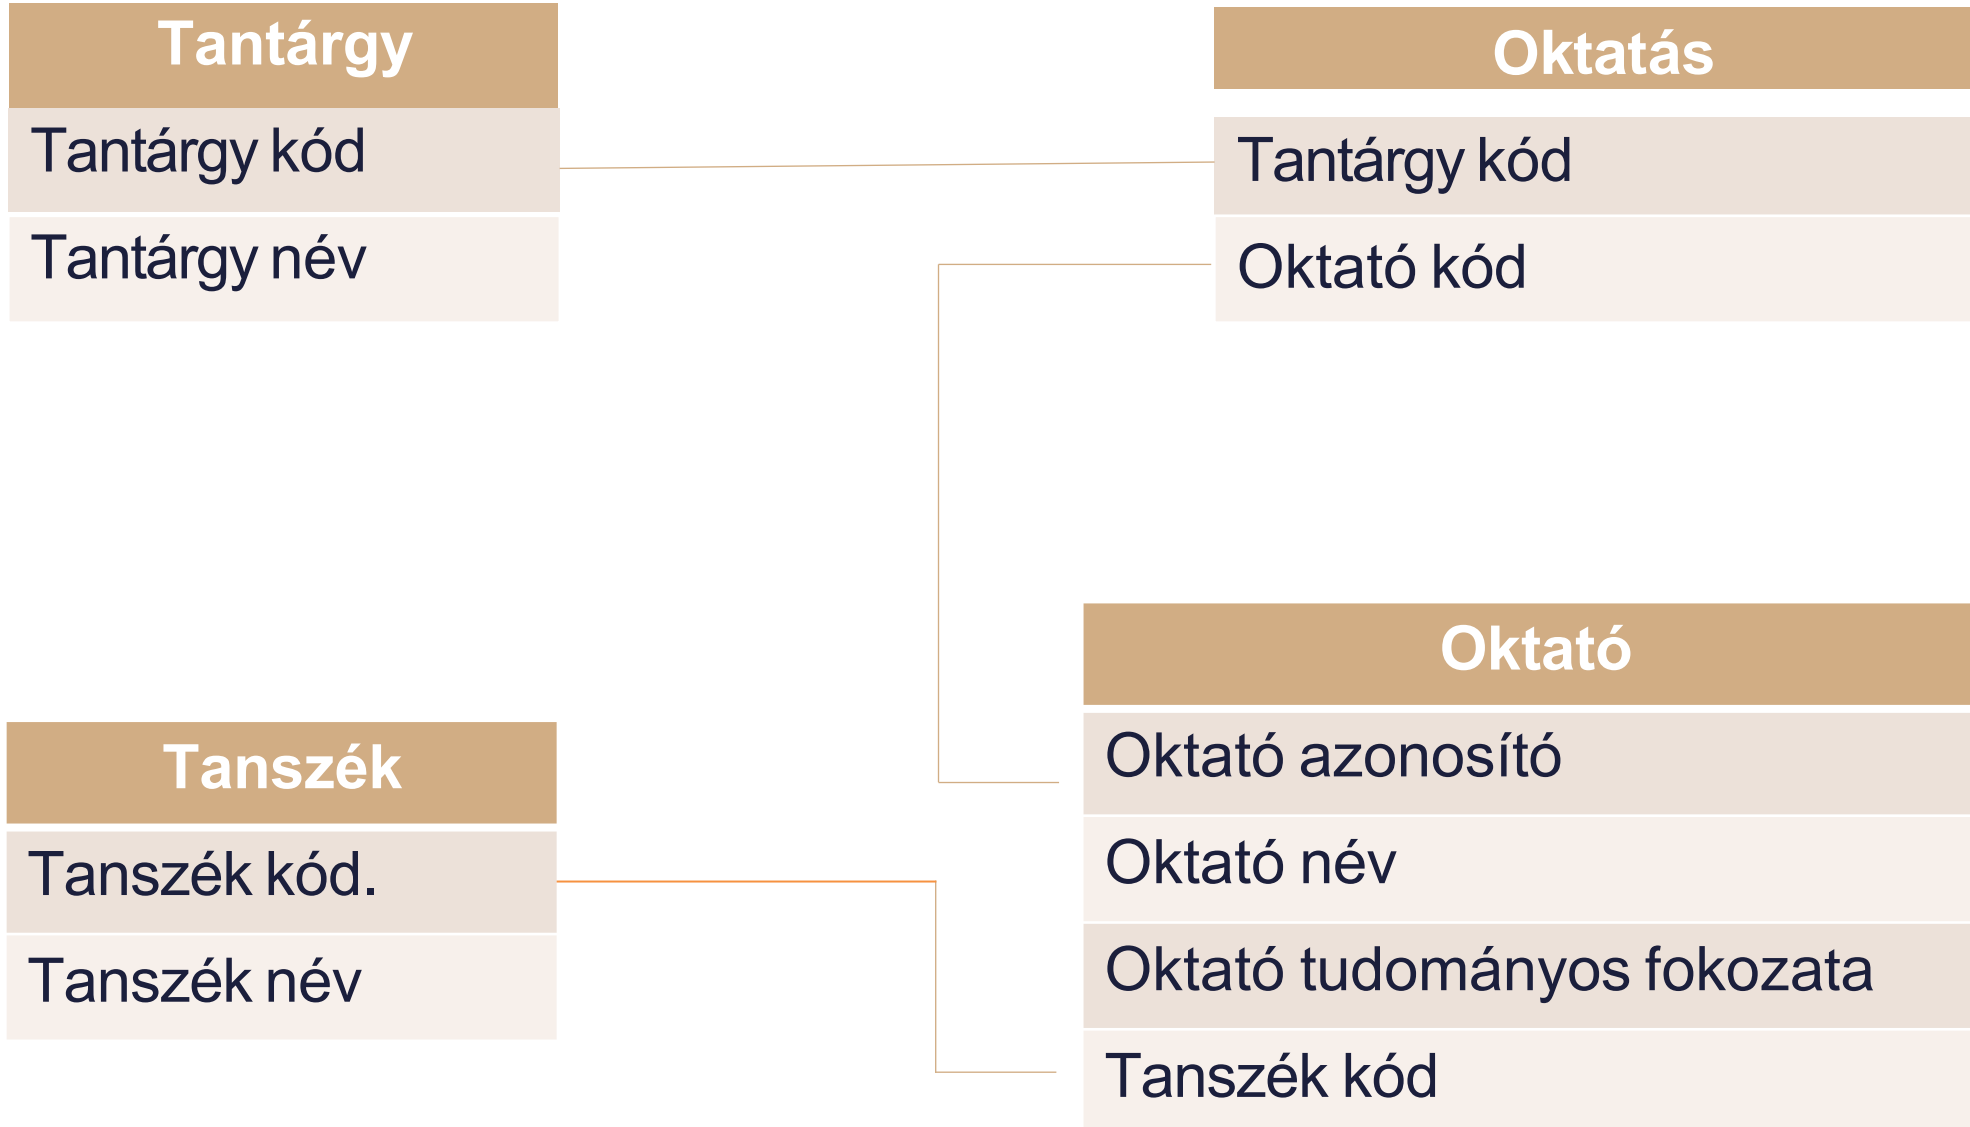 Tantárgy
Tantárgy kód
Tantárgy név
Oktatás
Tantárgy kód
Oktató kód
Tanszék
Tanszék kód.
Tanszék név
Oktató
Oktató azonosító
Oktató név
Oktató tudományos fokozata
Tanszék kód